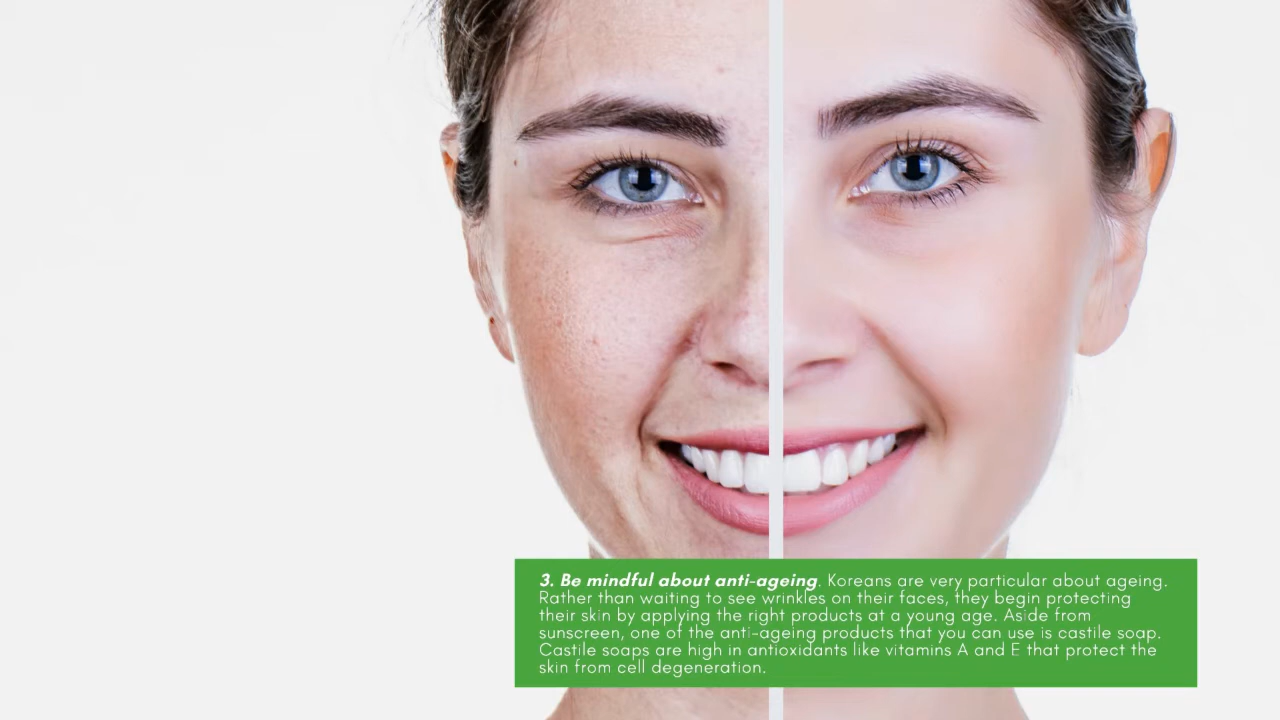 3. Be mindful about anti-ageing. Koreans are very particular about ageing.
Rather than waiting to see wrinkles on their faces, they begin protecting
their skin by applying the right products at a young age. Aside from
sunscreen, one of the anti-ageing products that you can use is castile soap.
Castile soaps are high in antioxidants like vitamins A and E that protect the
skin from cell degeneration.